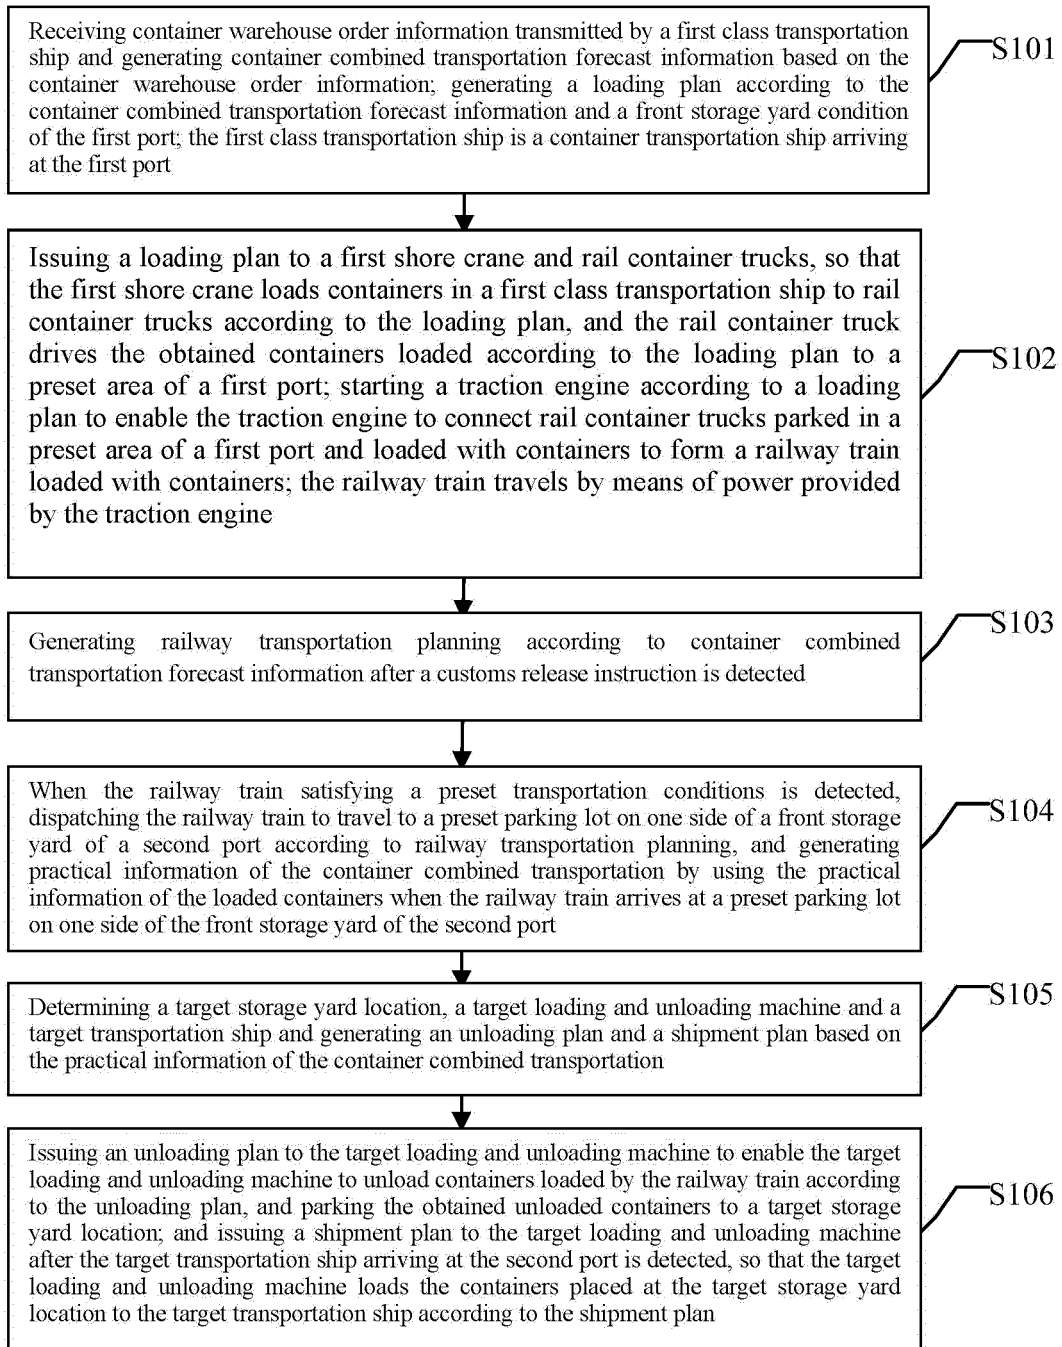 Receiving container warehouse order information transmitted by a first class transportation
ship and generating container combined transportation forecast information based on the
container warehouse order information; generating a loading plan according to the
container combined transportation forecast information and a front storage yard condition
of the first port; the first class transportation ship is a container transportation ship arriving
at the first port
S101
Issuing a loading plan to a first shore crane and rail container trucks, so that
the first shore crane loads containers in a first class transportation ship to rail
container trucks according to the loading plan, and the rail container truck
drives the obtained containers loaded according to the loading plan to a
preset area of a first port; starting a traction engine according to a loading
plan to enable the traction engine to connect rail container trucks parked in a
preset area of a first port and loaded with containers to form a railway train
loaded with containers; the railway train travels by means of power provided
by the traction engine
S102
Generating railway transportation planning according to container combined
transportation forecast information after a customs release instruction is detected
S103
When the railway train satisfying a preset transportation conditions is detected,
dispatching the railway train to travel to a preset parking lot on one side of a front storage
yard of a second port according to railway transportation planning, and generating
practical information of the container combined transportation by using the practical
information of the loaded containers when the railway train arrives at a preset parking lot
on one side of the front storage yard of the second port
S104
Determining a target storage yard location, a target loading and unloading machine and a
target transportation ship and generating an unloading plan and a shipment plan based on
the practical information of the container combined transportation
S105
Issuing an unloading plan to the target loading and unloading machine to enable the target
loading and unloading machine to unload containers loaded by the railway train according
to the unloading plan, and parking the obtained unloaded containers to a target storage
yard location; and issuing a shipment plan to the target loading and unloading machine
after the target transportation ship arriving at the second port is detected, so that the target
loading and unloading machine loads the containers placed at the target storage yard
location to the target transportation ship according to the shipment plan
S106